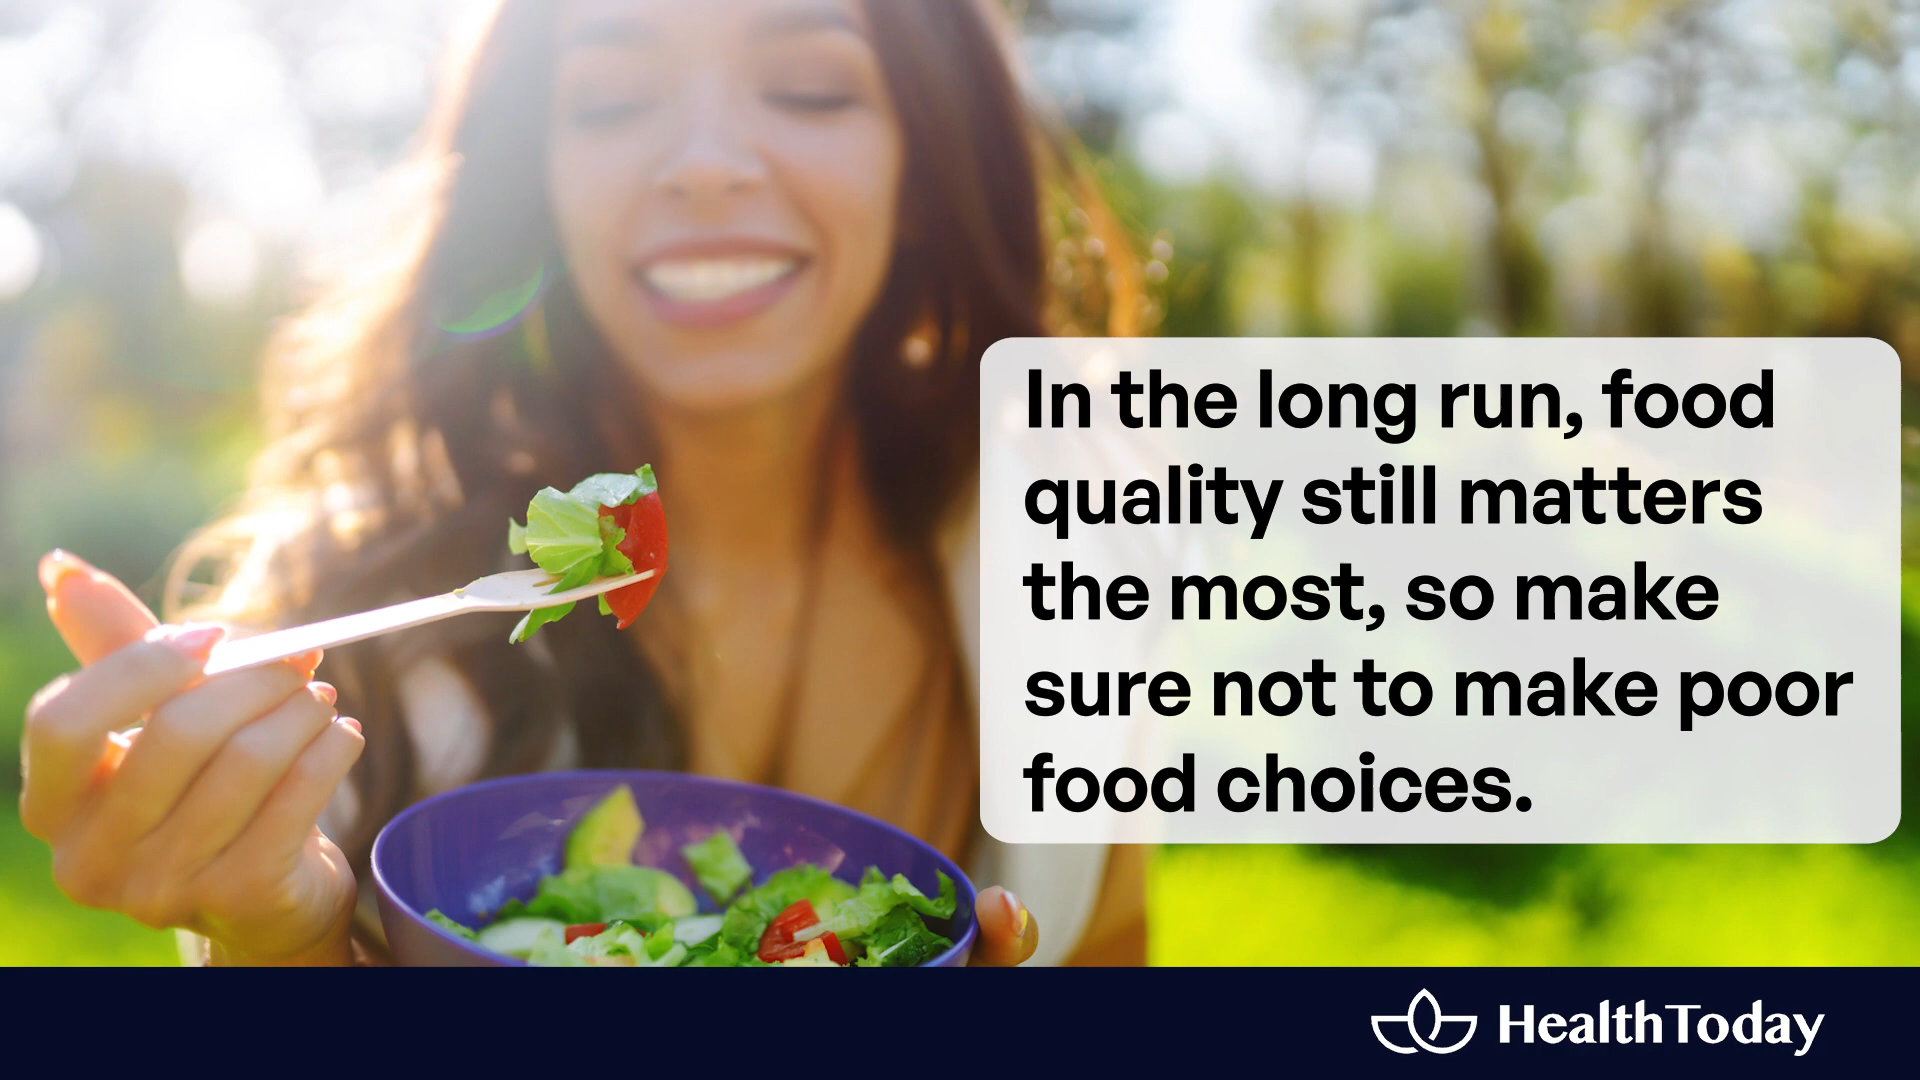 In the long run, food
quality still matters
the most, so make
sure not to make poor
food choices.
HealthToday